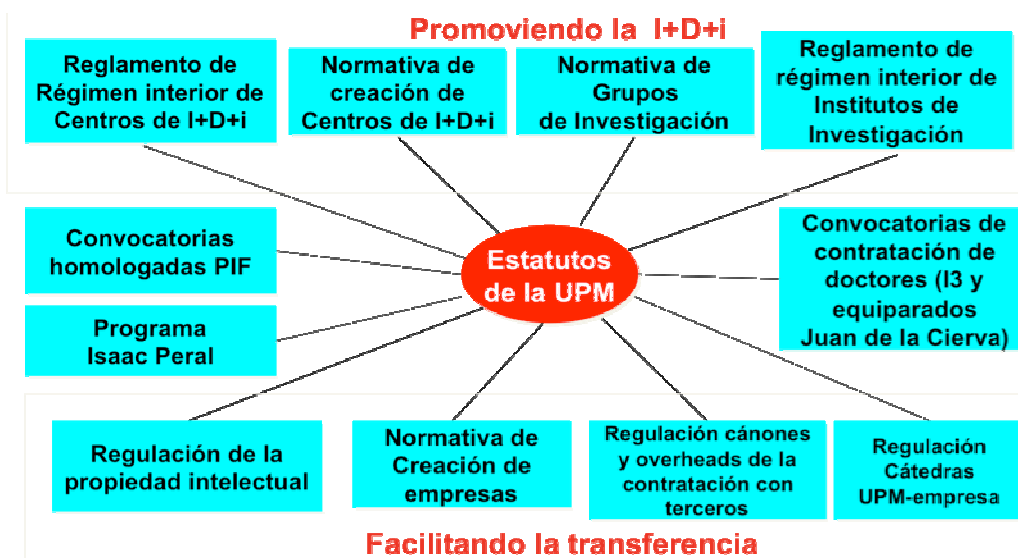 Promoviendo la I+D+i
Reglamento de
Régimen interior de
Centros de I+D+i
Normativa de
creación de
Centros de I+D+i
Normativa de
Grupos
de Investigación
Reglamento de
régimen interior de
Institutos de
Investigación
Convocatorias
homologadas PIF
Estatutos
de la UPM
Convocatorias de
contratación de
doctores (I3 y
equiparados
Juan de la Cierva)
Programa
Isaac Peral
Regulación de la
propiedad intelectual
Normativa de
Creación de
empresas
Regulación cánones
y overheads de la
contratación con
terceros
Regulación
Cátedras
UPM-empresa
Facilitando la transferencia